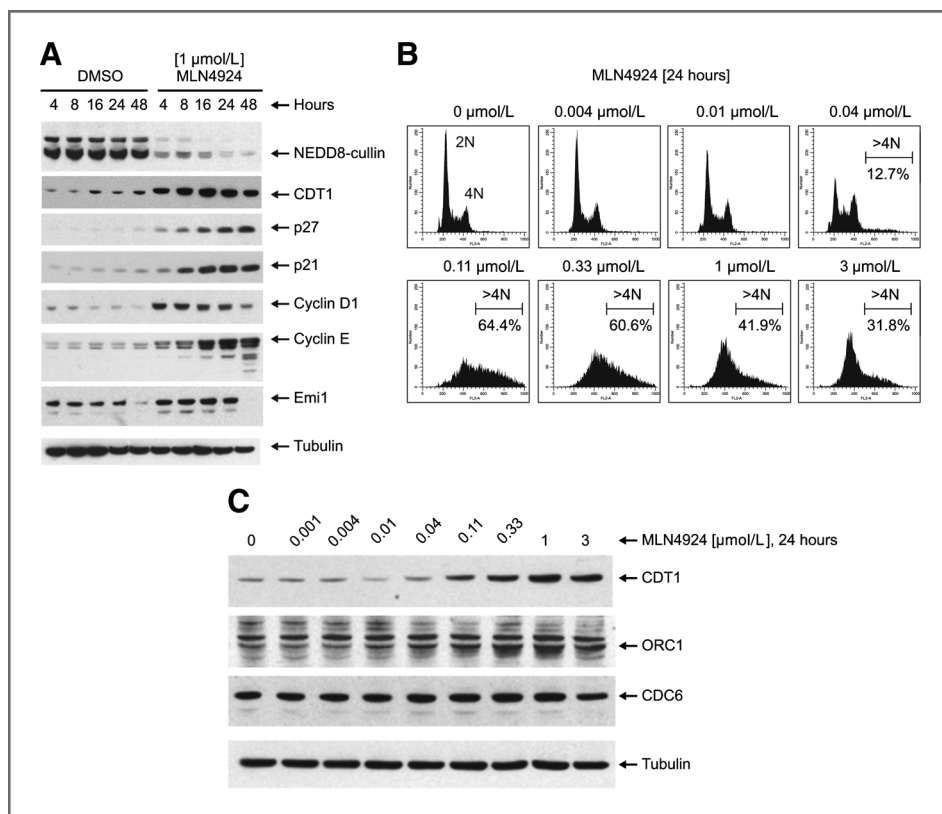 A
DMSO
[1 µmol/L]
MLN4924
4 8 16 24 48 4 8 16 24 48 Hours
NEDD8-cullin
CDT1
p27
p21
Cyclin D1
Cyclin E
Emi1
Tubulin
B
MLN4924 [24 hours]
0 µmol/L 0.004 µmol/L 0.01 µmol/L 0.04 µmol/L
2N
4N
>4N
12.7%
0.11 µmol/L 0.33 µmol/L 1 µmol/L 3 µmol/L
>4N >4N >4N >4N
64.4% 60.6% 41.9% 31.8%
C
0 0.001 0.004 0.01 0.04 0.11 0.33 1 3 MLN4924 [µmol/L], 24 hours
CDT1
ORC1
CDC6
Tubulin